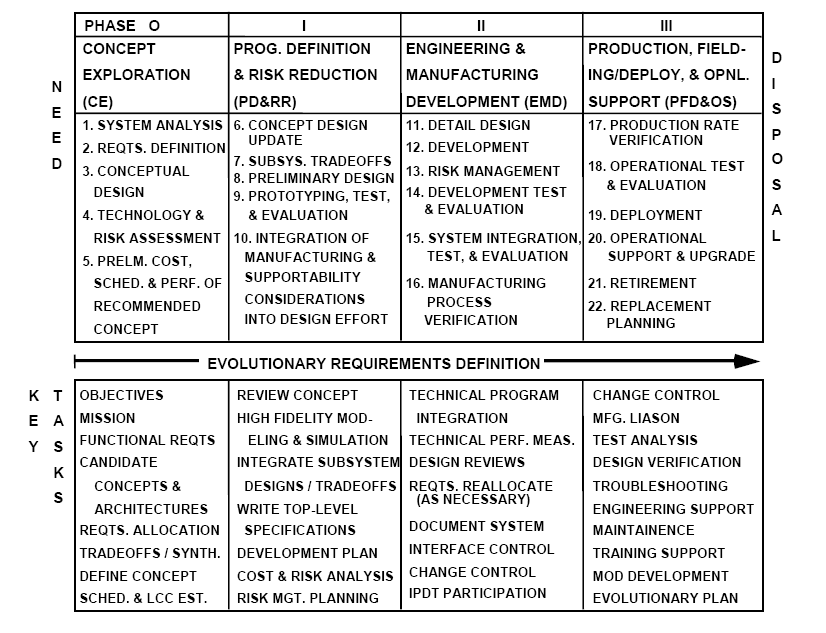 PHASE O
CONCEPT
EXPLORATION
(CE)
1. SYSTEM ANALYSIS
2. REQTS. DEFINITION
3. CONCEPTUAL
DESIGN
4. TECHNOLOGY &
RISK ASSESSMENT
5. PRELM. COST,
SCHED. & PERF. OF
RECOMMENDED
CONCEPT
I
PROG. DEFINITION
& RISK REDUCTION
(PD&RR)
6. CONCEPT DESIGN
UPDATE
7. SUBSYS. TRADEOFFS
8. PRELIMINARY DESIGN
9. PROTOTYPING, TEST,
& EVALUATION
10. INTEGRATION OF
MANUFACTURING &
SUPPORTABILITY
CONSIDERATIONS
INTO DESIGN EFFORT
II
ENGINEERING &
MANUFACTURING
DEVELOPMENT (EMD)
11. DETAIL DESIGN
12. DEVELOPMENT
13. RISK MANAGEMENT
14. DEVELOPMENT TEST
& EVALUATION
15. SYSTEM INTEGRATION,
TEST, & EVALUATION
16. MANUFACTURING
PROCESS
VERIFICATION
III
PRODUCTION, FIELD-
ING/DEPLOY, & OPNL.
SUPPORT (PFD&OS)
17. PRODUCTION RATE
VERIFICATION
18. OPERATIONAL TEST
& EVALUATION
19. DEPLOYMENT
20. OPERATIONAL
SUPPORT & UPGRADE
21. RETIREMENT
22. REPLACEMENT
PLANNING
NEED
DISPOSAL
EVOLUTIONARY REQUIREMENTS DEFINITION
KEY
TASKS
OBJECTIVES
MISSION
FUNCTIONAL REQTS
CANDIDATE
CONCEPTS &
ARCHITECTURES
REQTS. ALLOCATION
TRADEOFFS / SYNTH.
DEFINE CONCEPT
SCHED. & LCC EST.
REVIEW CONCEPT
HIGH FIDELITY MOD-
ELING & SIMULATION
INTEGRATE SUBSYSTEM
DESIGNS / TRADEOFFS
WRITE TOP-LEVEL
SPECIFICATIONS
DEVELOPMENT PLAN
COST & RISK ANALYSIS
RISK MGT. PLANNING
TECHNICAL PROGRAM
INTEGRATION
TECHNICAL PERF. MEAS.
DESIGN REVIEWS
REQTS. REALLOCATE
(AS NECESSARY)
DOCUMENT SYSTEM
INTERFACE CONTROL
CHANGE CONTROL
IPDT PARTICIPATION
CHANGE CONTROL
MFG. LIASON
TEST ANALYSIS
DESIGN VERIFICATION
TROUBLESHOOTING
ENGINEERING SUPPORT
MAINTAINENCE
TRAINING SUPPORT
MOD DEVELOPMENT
EVOLUTIONARY PLAN